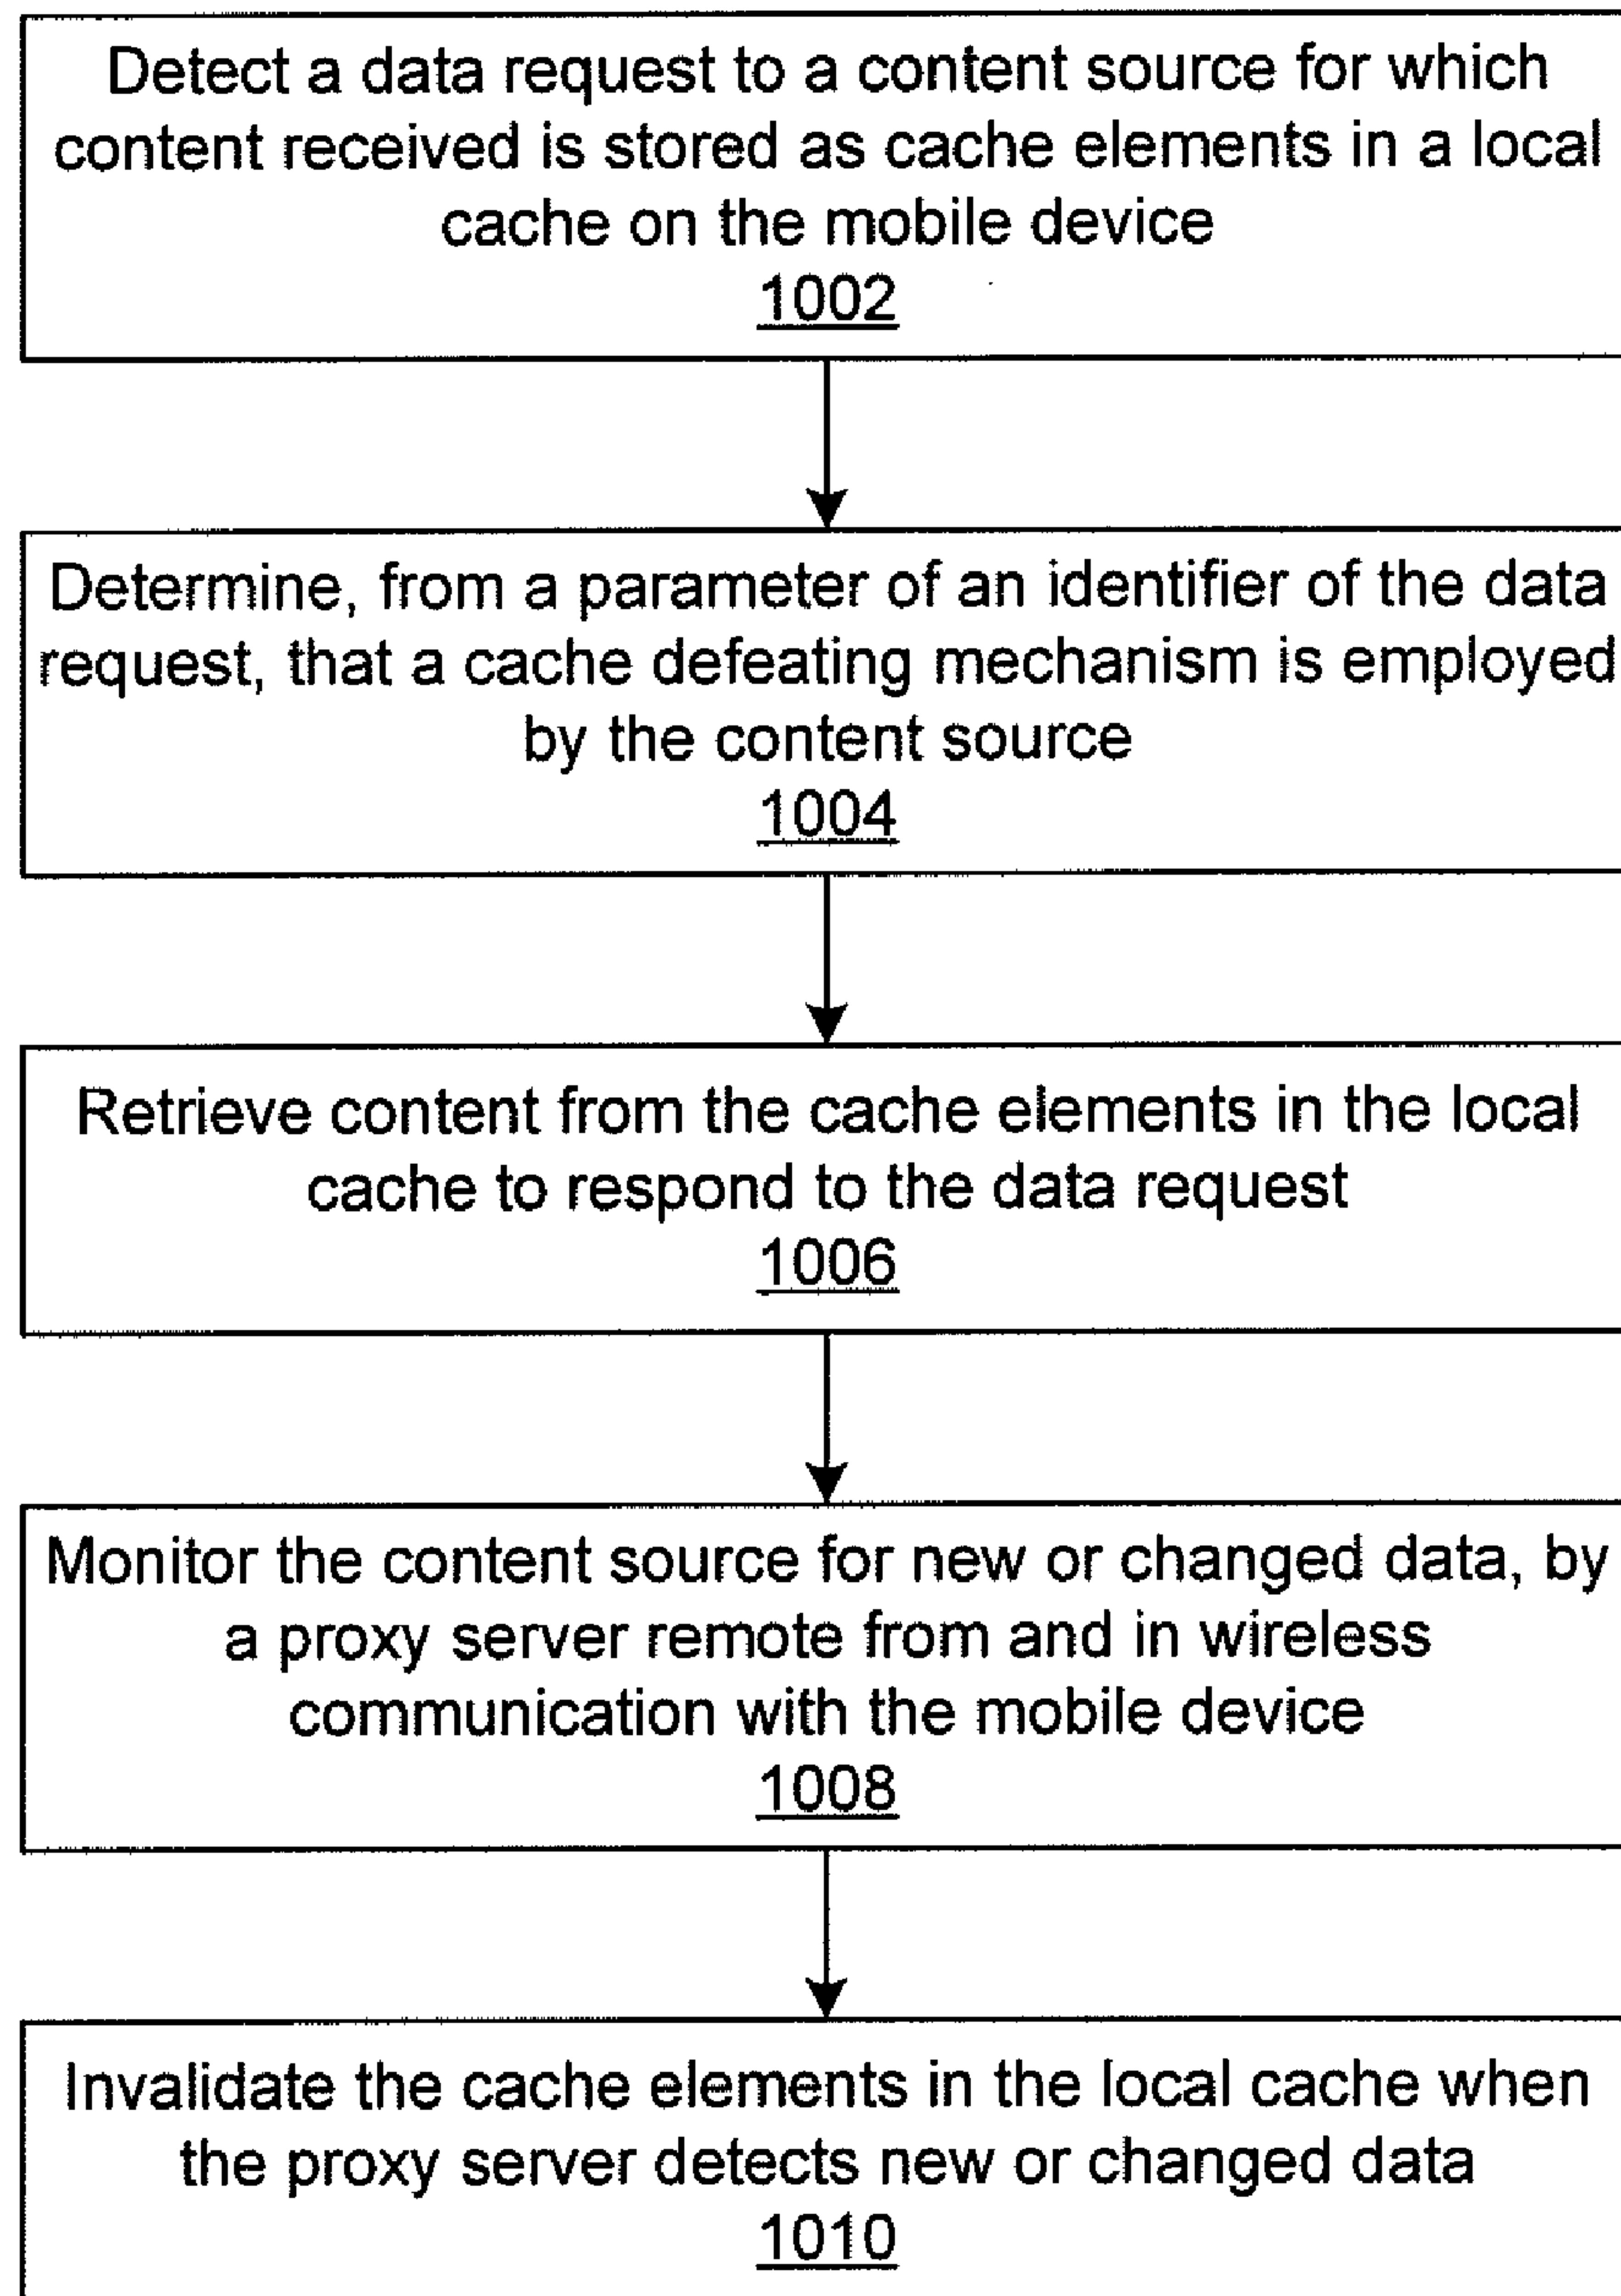 Detect a data request to a content source for which
content received is stored as cache elements in a local
cache on the mobile device
1002
Determine, from a parameter of an identifier of the data
request, that a cache defeating mechanism is employed
by the content source
1004
Retrieve content from the cache elements in the local
cache to respond to the data request
1006
Monitor the content source for new or changed data, by
a proxy server remote from and in wireless
communication with the mobile device
1008
Invalidate the cache elements in the local cache when
the proxy server detects new or changed data
1010